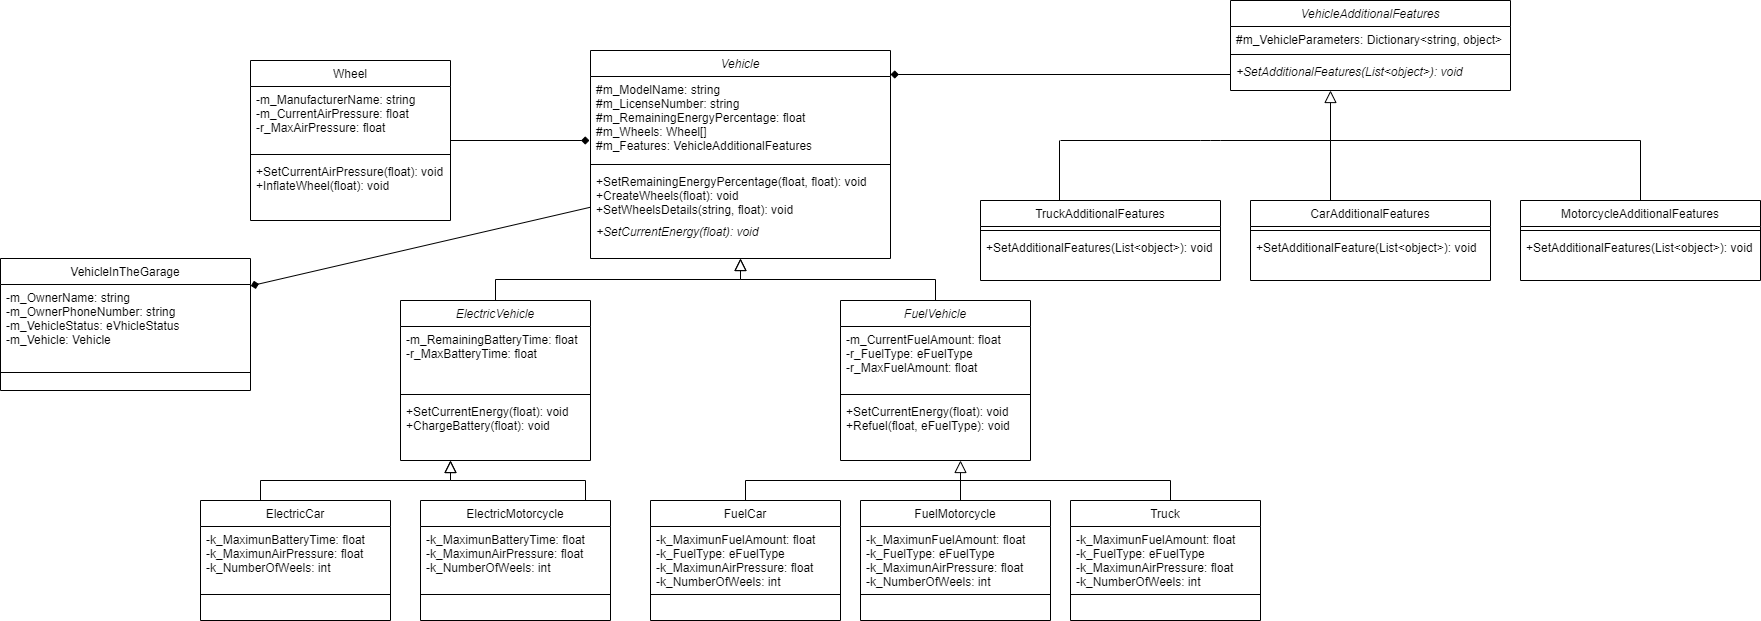 VehicleAdditionalFeatures
#m_VehicleParameters: Dictionary<string, object>
+SetAdditionalFeatures(List<object>): void
Vehicle
#m_ModelName: string
#m_LicenseNumber: string
#m_RemainingEnergyPercentage: float
#m_Wheels: Wheel[]
#m_Features: VehicleAdditionalFeatures
+SetRemainingEnergyPercentage(float, float): void
+CreateWheels(float): void
+SetWheelsDetails(string, float): void
+SetCurrentEnergy(float): void
Wheel
-m_ManufacturerName: string
-m_CurrentAirPressure: float
-r_MaxAirPressure: float
+SetCurrentAirPressure(float): void
+InflateWheel(float): void
TruckAdditionalFeatures
+SetAdditionalFeatures(List<object>): void
CarAdditionalFeatures
+SetAdditionalFeature(List<object>): void
MotorcycleAdditionalFeatures
+SetAdditionalFeatures(List<object>): void
VehicleInTheGarage
-m_OwnerName: string
-m_OwnerPhoneNumber: string
-m_VehicleStatus: eVhicleStatus
-m_Vehicle: Vehicle
ElectricVehicle
-m_RemainingBatteryTime: float
-r_MaxBatteryTime: float
+SetCurrentEnergy(float): void
+ChargeBattery(float): void
FuelVehicle
-m_CurrentFuelAmount: float
-r_FuelType: eFuelType
-r_MaxFuelAmount: float
+SetCurrentEnergy(float): void
+Refuel(float, eFuelType): void
ElectricCar
-k_MaximunBatteryTime: float
-k_MaximunAirPressure: float
-k_NumberOfWeels: int
ElectricMotorcycle
-k_MaximunBatteryTime: float
-k_MaximunAirPressure: float
-k_NumberOfWeels: int
FuelCar
-k_MaximunFuelAmount: float
-k_FuelType: eFuelType
-k_MaximunAirPressure: float
-k_NumberOfWeels: int
FuelMotorcycle
-k_MaximunFuelAmount: float
-k_FuelType: eFuelType
-k_MaximunAirPressure: float
-k_NumberOfWeels: int
Truck
-k_MaximunFuelAmount: float
-k_FuelType: eFuelType
-k_MaximunAirPressure: float
-k_NumberOfWeels: int